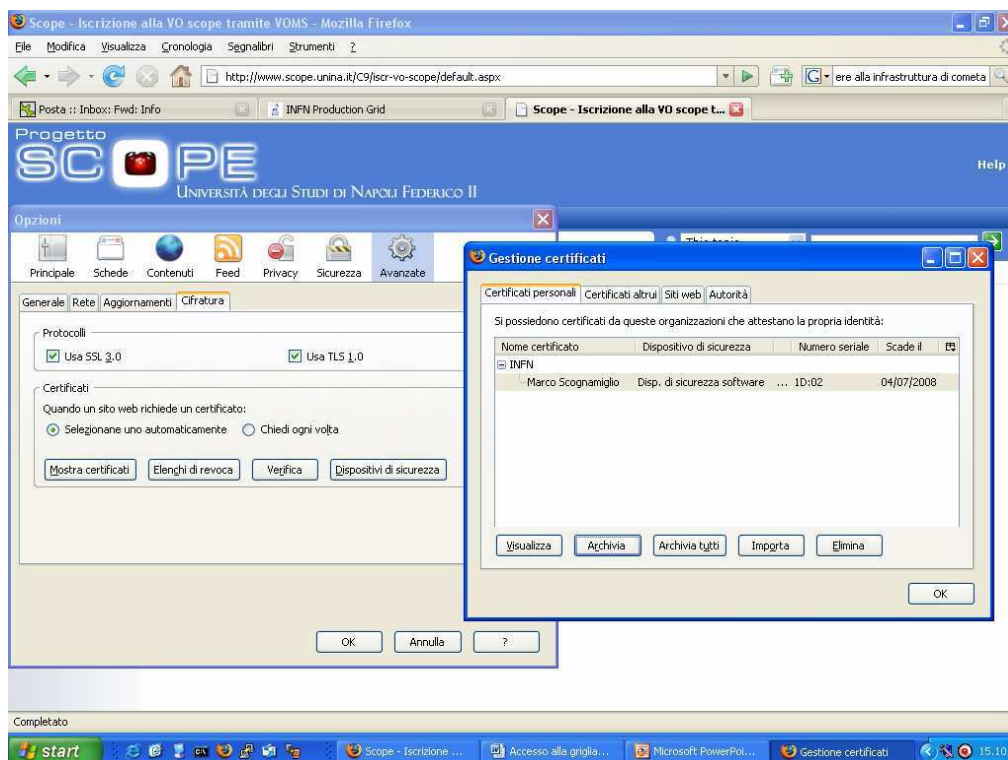 Scope - Iscrizione alla VO scope tramite VOMS - Mozilla Firefox
File Modifica Visualizza Cronologia Segnalibri Strumenti ?
http://www.scope.unina.it/C9/iscr-vo-scope/default.aspx
ere alla infrastruttura di cometa
Posta :: Inbox: Fwd: Info
INFN Production Grid
Scope - Iscrizione alla VO scope t...
Progetto
SCOPE
Università degli Studi di Napoli Federico II
Help
Opzioni
Principale Schede Contenuti Feed Privacy Sicurezza Avanzate
Generale Rete Aggiornamenti Cifratura
Protocolli
Usa SSL 3.0
Usa TLS 1.0
Certificati
Quando un sito web richiede un certificato:
Selezionane uno automaticamente
Chiedi ogni volta
Mostra certificati
Elenchi di revoca
Verifica
Dispositivi di sicurezza
OK
Annulla
?
Gestione certificati
Certificati personali Certificati altrui Siti web Autorità
Si possiedono certificati da queste organizzazioni che attestano la propria identità:
Nome certificato Dispositivo di sicurezza Numero seriale Scade il
INFN
Marco Scognamiglio Disp. di sicurezza software ... 1D:02 04/07/2008
Visualizza
Archivia
Archivia tutti
Importa
Elimina
OK
Completato
start
Scope - Iscrizione ...
Accesso alla griglia...
Microsoft PowerPoi...
Gestione certificati
15.10